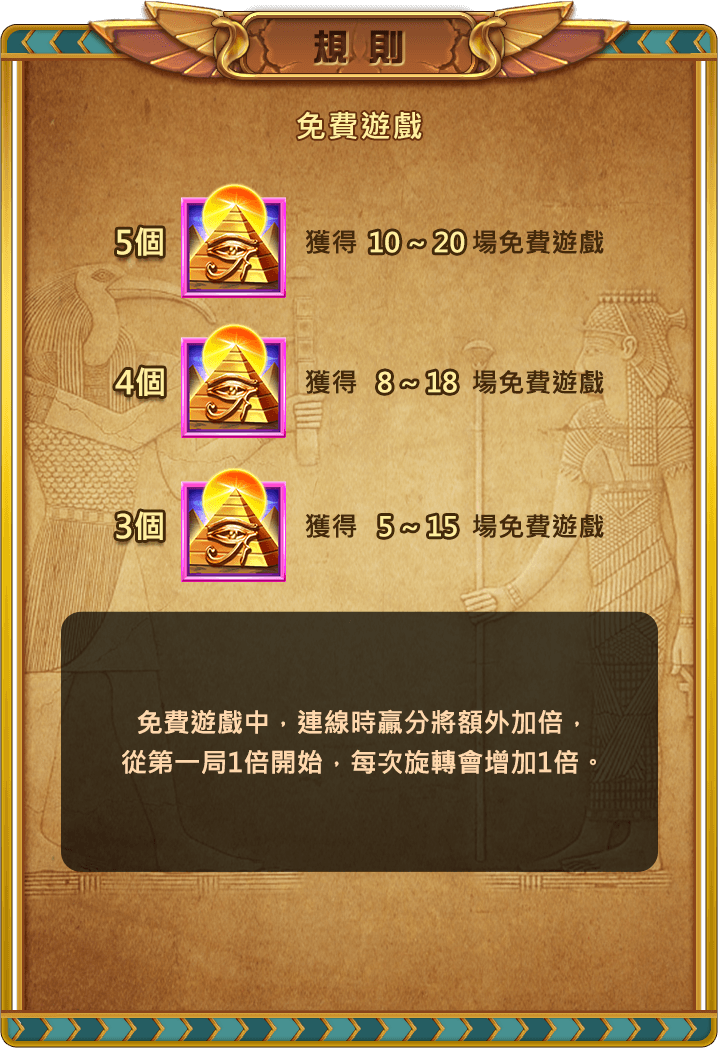 規則
免費遊戲
5個 獲得 10~20 場免費遊戲
4個 獲得 8~18 場免費遊戲
3個 獲得 5~15 場免費遊戲
免費遊戲中，連線時贏分將額外加倍，
從第一局1倍開始，每次旋轉會增加1倍。